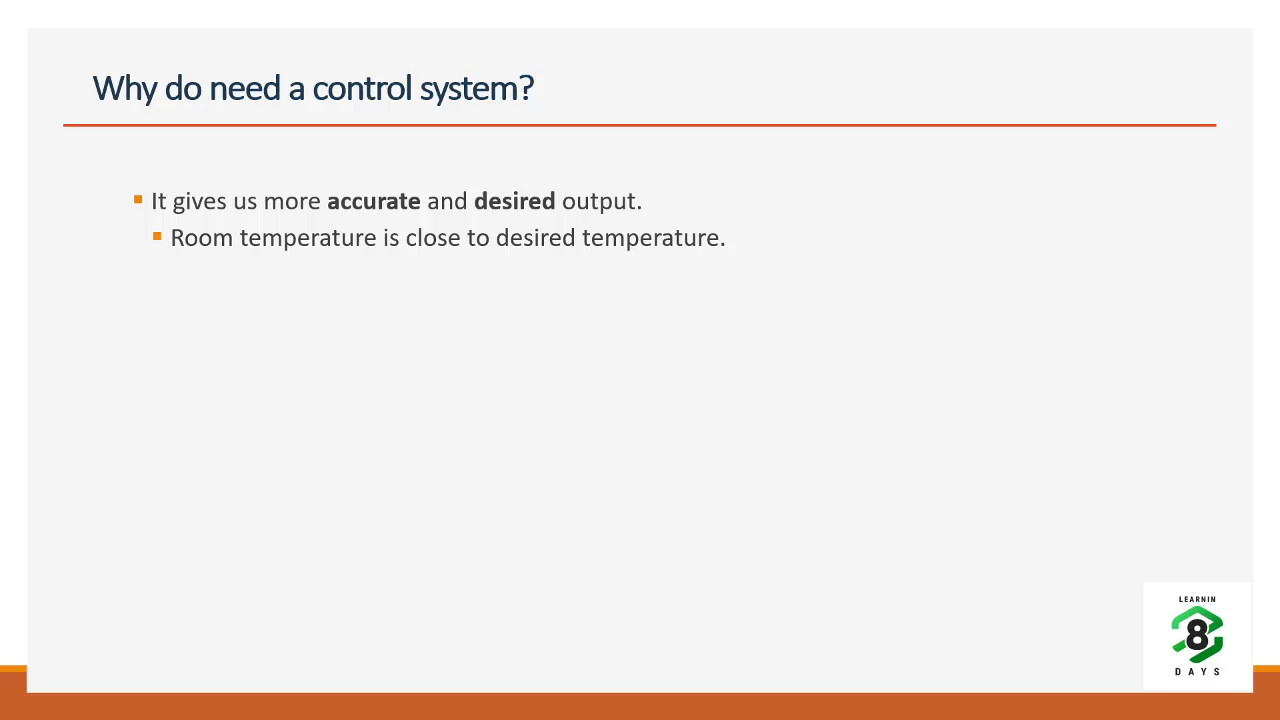 Why do need a control system?
It gives us more accurate and desired output.
Room temperature is close to desired temperature.
LEARNIN
8
DAYS